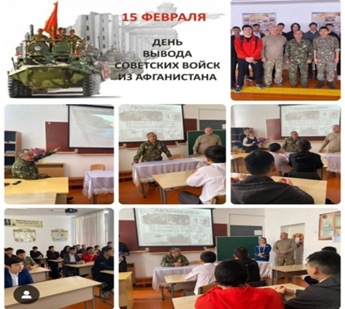 15 ФЕВРАЛЯ
ДЕНЬ
ВЫВОДА
СОВЕТСКИХ ВОЙСК
ИЗ АФГАНИСТАНА